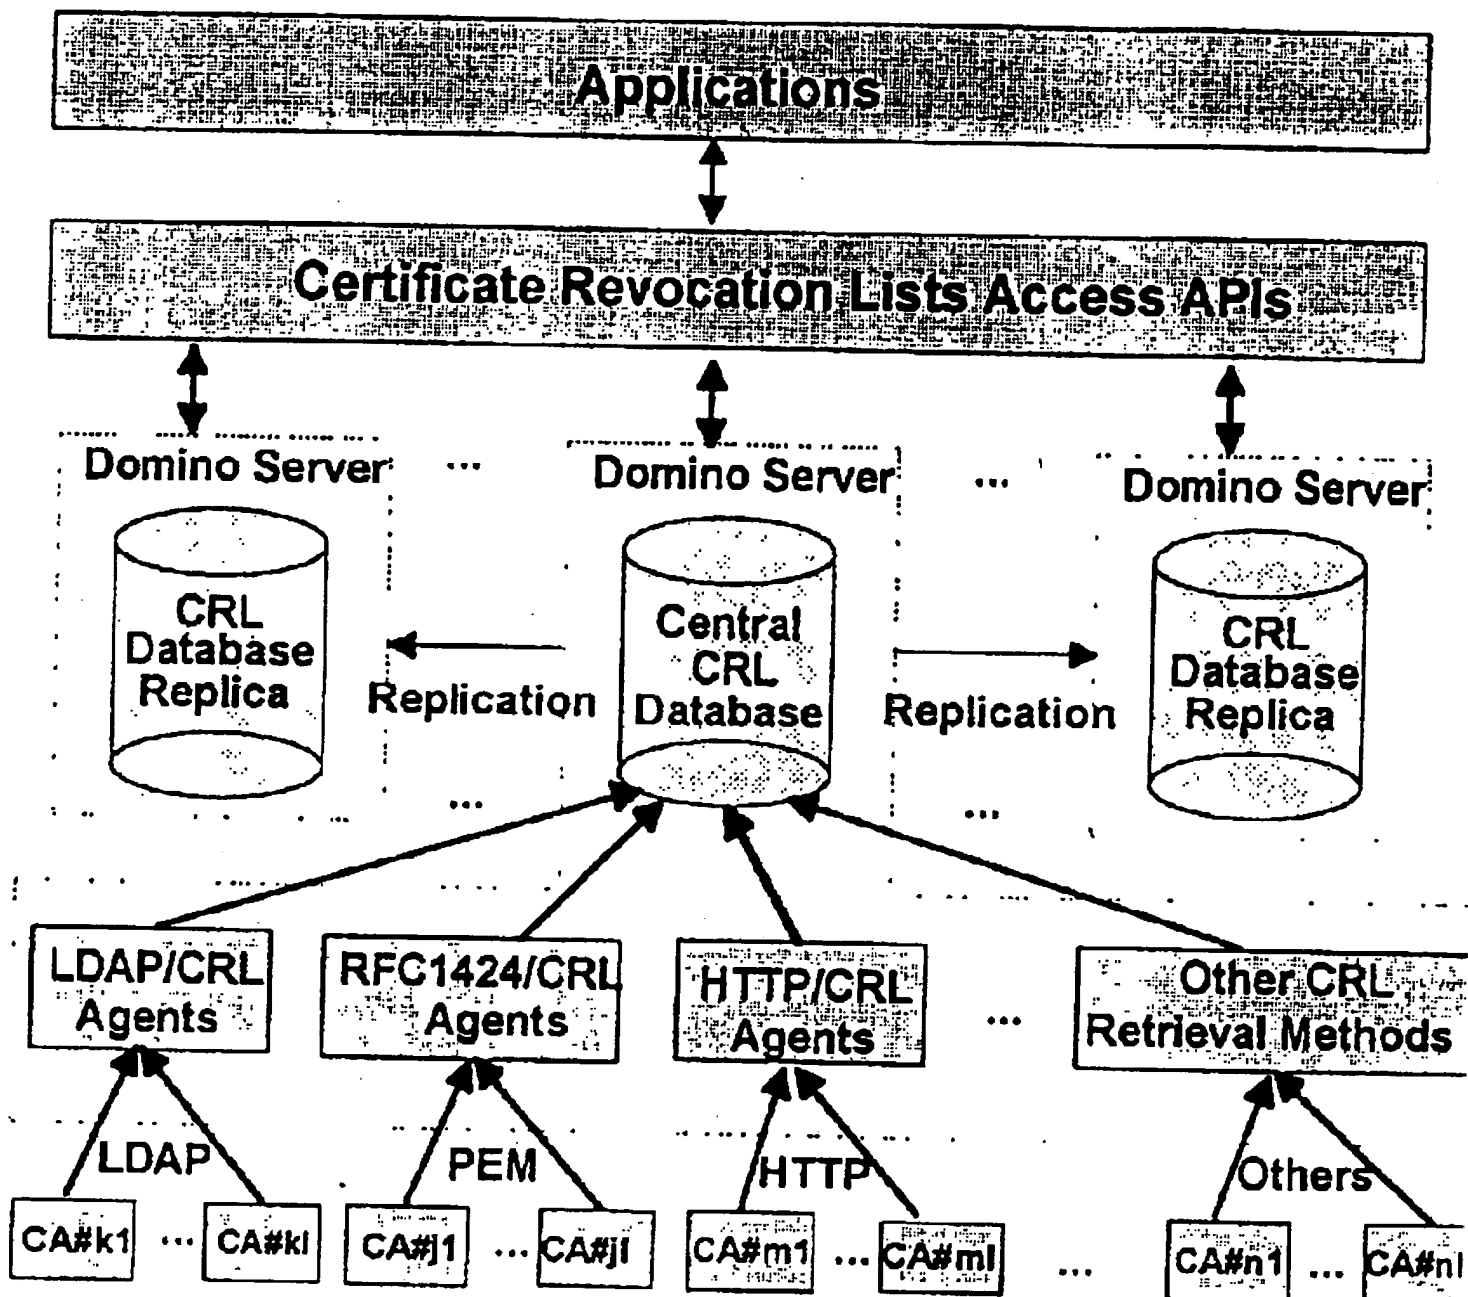 Applications
Certificate Revocation Lists Access APIs
Domino Server
...
Domino Server
...
Domino Server
CRL
Database
Replica
Replication
Central
CRL
Database
Replication
CRL
Database
Replica
...
...
LDAP/CRL
Agents
RFC1424/CRL
Agents
HTTP/CRL
Agents
...
Other CRL
Retrieval Methods
LDAP
PEM
HTTP
Others
CA#k1
...
CA#kl
CA#j1
...
CA#jl
CA#m1
...
CA#ml
...
CA#n1
...
CA#nl